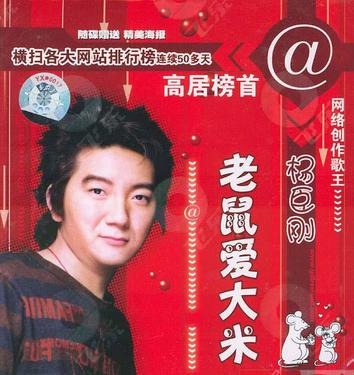 随碟赠送 精美海报
横扫各大网站排行榜连续50多天
高居榜首
@
网络创作歌王
杨臣刚
老鼠爱大米
@